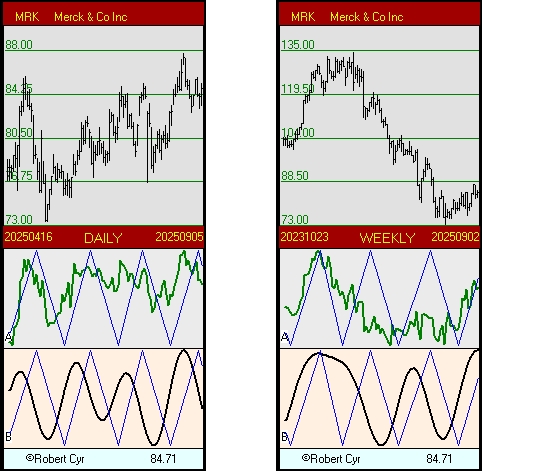 MRK Merck & Co Inc
88.00
84.25
80.50
76.75
73.00
20250416 DAILY 20250905
A
B
©Robert Cyr 84.71
MRK Merck & Co Inc
135.00
119.50
104.00
88.50
73.00
20231023 WEEKLY 20250902
A
B
©Robert Cyr 84.71